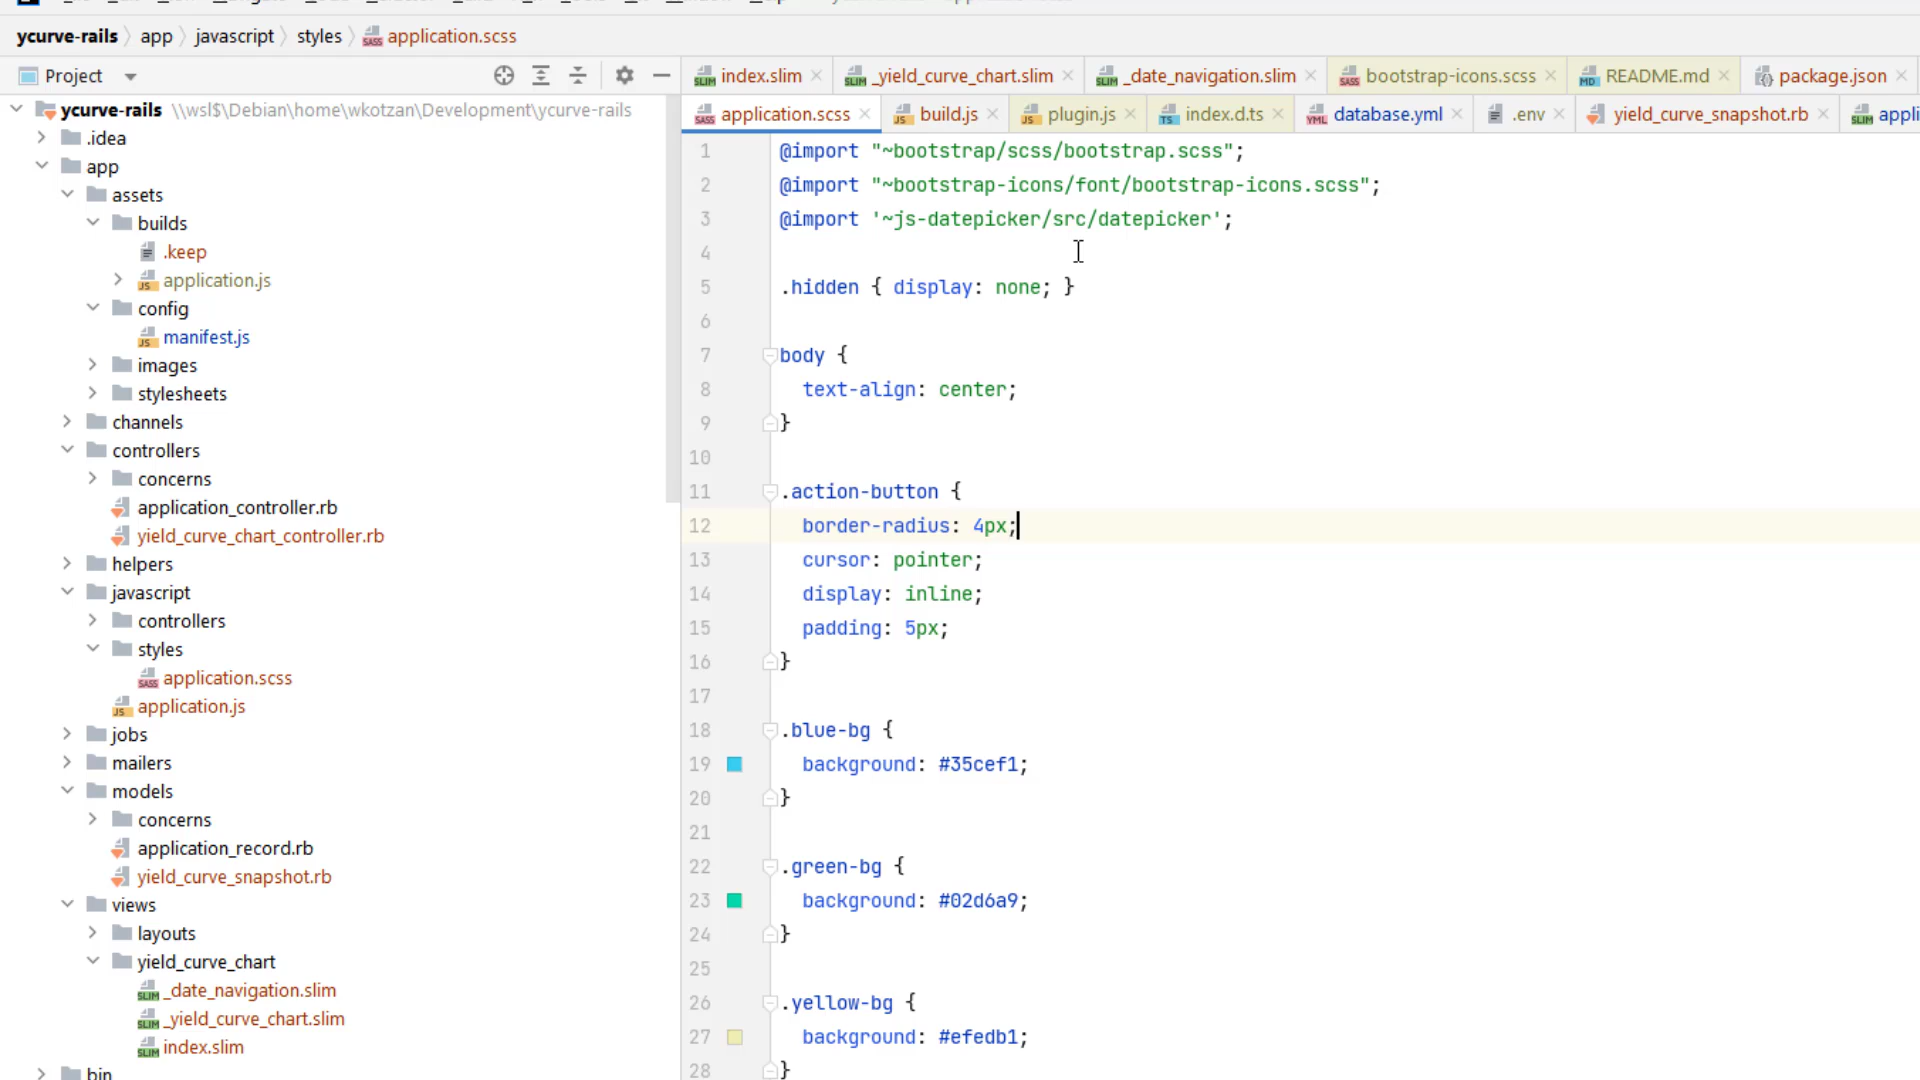 ycurve-rails app javascript styles application.scss
Project
index.slim _yield_curve_chart.slim _date_navigation.slim bootstrap-icons.scss README.md package.json
application.scss build.js plugin.js index.d.ts database.yml .env yield_curve_snapshot.rb appli
ycurve-rails \\wsl$\Debian\home\wkotzan\Development\ycurve-rails
.idea
app
assets
builds
.keep
application.js
config
manifest.js
images
stylesheets
channels
controllers
concerns
application_controller.rb
yield_curve_chart_controller.rb
helpers
javascript
controllers
styles
application.scss
application.js
jobs
mailers
models
concerns
application_record.rb
yield_curve_snapshot.rb
views
layouts
yield_curve_chart
_date_navigation.slim
_yield_curve_chart.slim
index.slim
bin
1 @import "~bootstrap/scss/bootstrap.scss";
2 @import "~bootstrap-icons/font/bootstrap-icons.scss";
3 @import '~js-datepicker/src/datepicker';
4
5 .hidden { display: none; }
6
7 body {
8 text-align: center;
9 }
10
11 .action-button {
12 border-radius: 4px;
13 cursor: pointer;
14 display: inline;
15 padding: 5px;
16 }
17
18 .blue-bg {
19 background: #35cef1;
20 }
21
22 .green-bg {
23 background: #02d6a9;
24 }
25
26 .yellow-bg {
27 background: #efedb1;
28 }